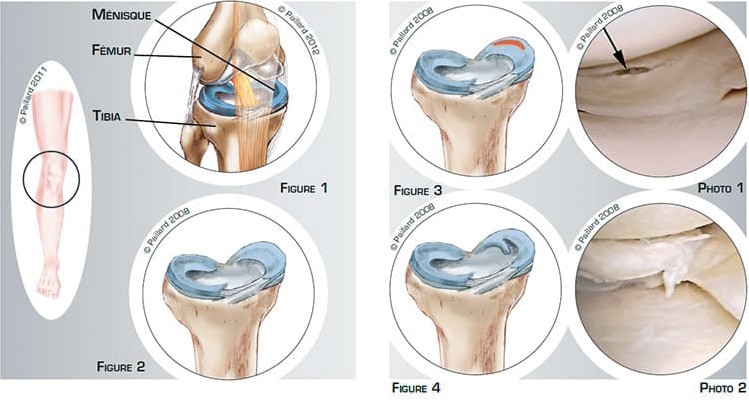 © Paillard 2011
MÉNISQUE
FÉMUR
TIBIA
© Paillard 2012
FIGURE 1
© Paillard 2008
FIGURE 2
© Paillard 2008
FIGURE 3
© Paillard 2008
PHOTO 1
© Paillard 2008
FIGURE 4
© Paillard 2008
PHOTO 2